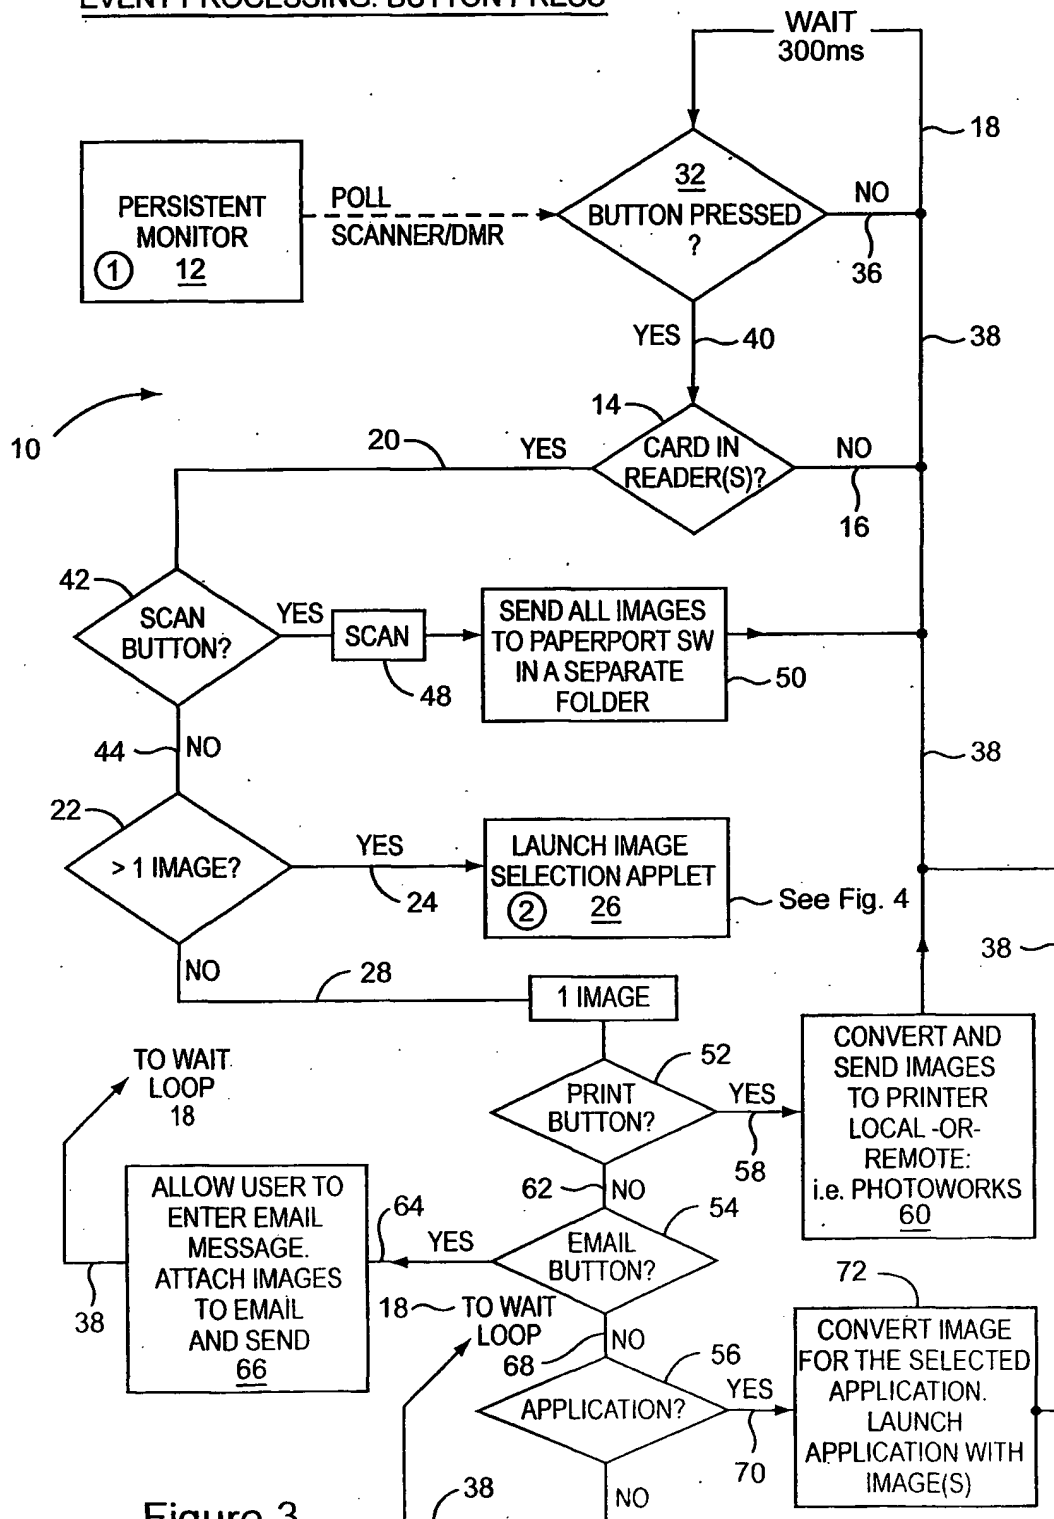 EVENT PROCESSING: BUTTON PRESS
WAIT
300ms
18
32
BUTTON PRESSED
?
NO
36
PERSISTENT
MONITOR
1 12
POLL
SCANNER/DMR
YES
40
38
10
14
CARD IN
READER(S)?
NO
16
20
YES
42
SCAN
BUTTON?
YES
SCAN
48
SEND ALL IMAGES
TO PAPERPORT SW
IN A SEPARATE
FOLDER
50
44
NO
38
22
> 1 IMAGE?
YES
24
LAUNCH IMAGE
SELECTION APPLET
2 26
See Fig. 4
38
NO
28
1 IMAGE
TO WAIT
LOOP
18
52
PRINT
BUTTON?
YES
58
CONVERT AND
SEND IMAGES
TO PRINTER
LOCAL -OR-
REMOTE:
i.e. PHOTOWORKS
60
62
NO
54
EMAIL
BUTTON?
YES
64
ALLOW USER TO
ENTER EMAIL
MESSAGE.
ATTACH IMAGES
TO EMAIL
AND SEND
66
38
18
TO WAIT
LOOP
68
NO
56
APPLICATION?
YES
70
72
CONVERT IMAGE
FOR THE SELECTED
APPLICATION.
LAUNCH
APPLICATION WITH
IMAGE(S)
38
NO
Figure 3